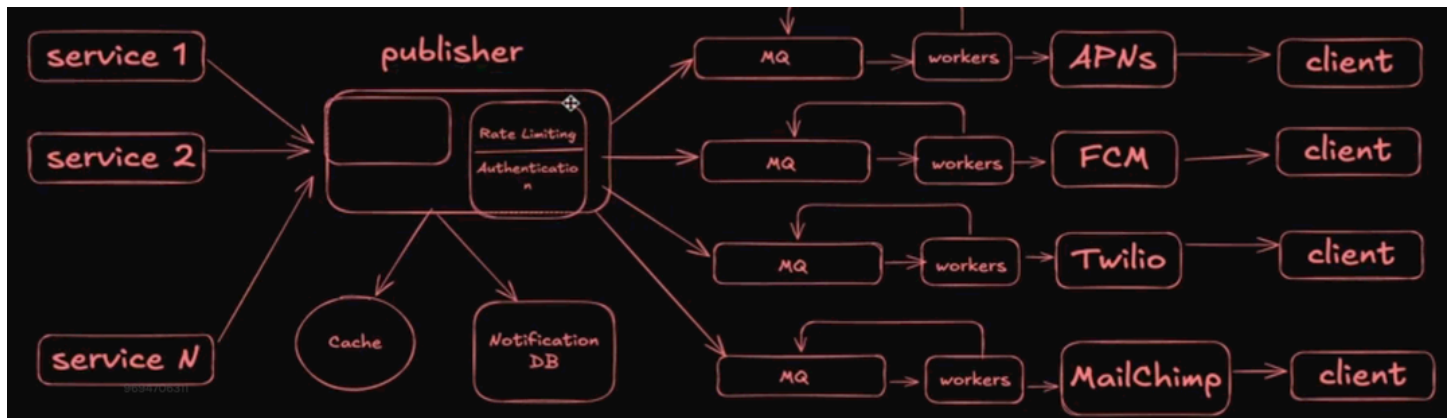 service 1
publisher
MQ
workers
APNs
client
service 2
Rate Limiting
Authenticatio
n
MQ
workers
FCM
client
MQ
workers
Twilio
client
service N
Cache
Notification
DB
MQ
workers
MailChimp
client